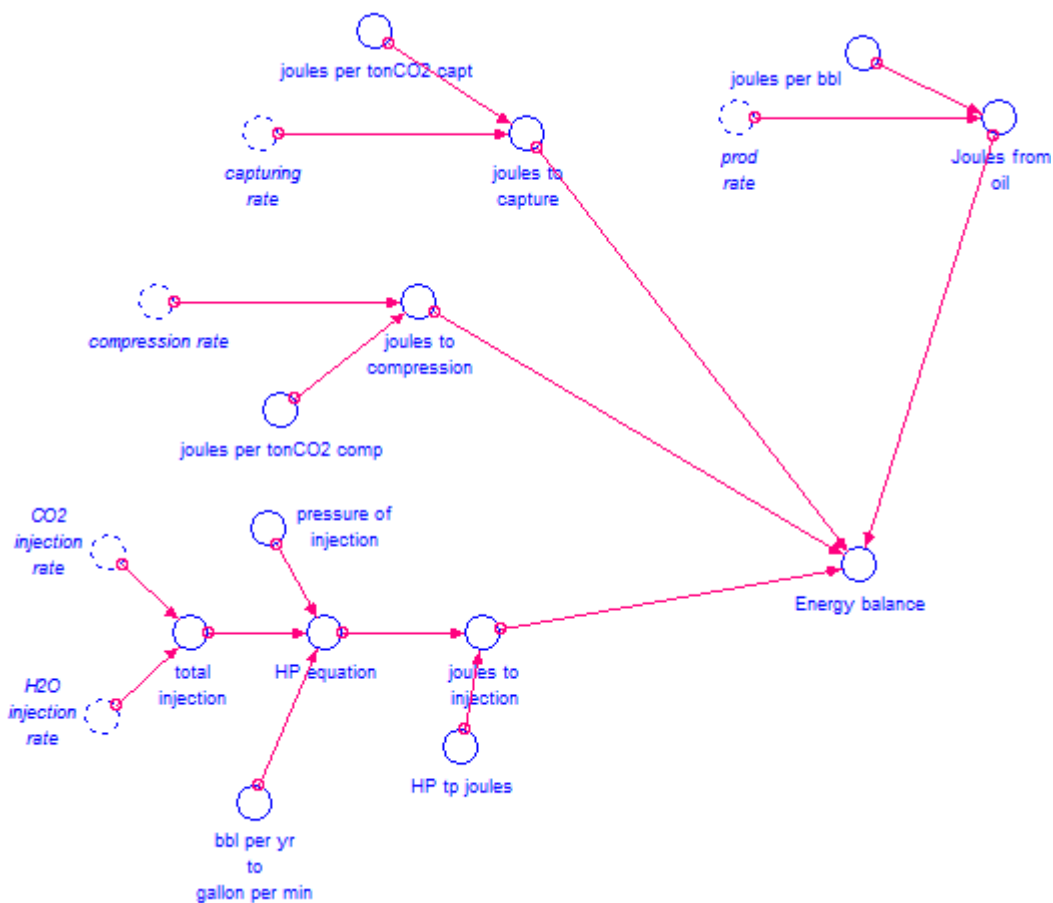 joules per tonCO2 capt
joules per bbl
capturing
rate
joules to
capture
prod
rate
Joules from
oil
compression rate
joules to
compression
joules per tonCO2 comp
CO2
injection
rate
pressure of
injection
Energy balance
total
injection
HP equation
joules to
injection
H2O
injection
rate
HP tp joules
bbl per yr
to
gallon per min